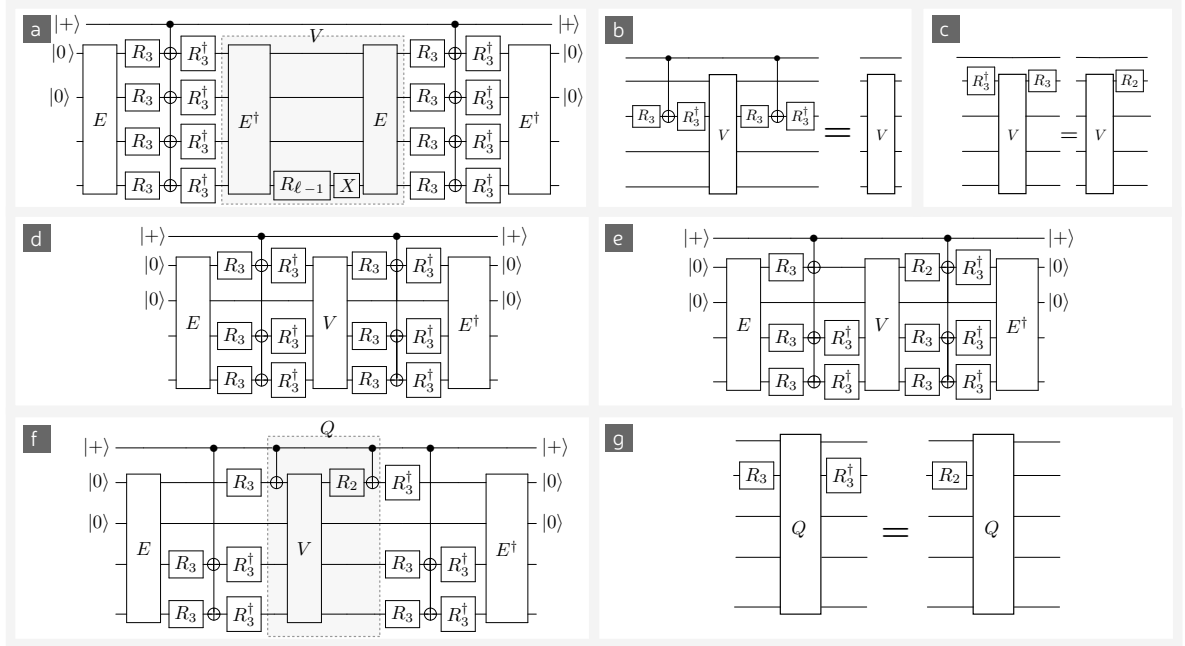 a
|+⟩ V |+⟩
|0⟩ R₃ R₃† R₃ R₃† |0⟩
|0⟩ R₃ R₃† R₃ R₃† |0⟩
E E† E E†
R₃ R₃† R₃ R₃†
R₃ R₃† Rℓ₋₁ X R₃ R₃†
b
R₃ R₃† V R₃ R₃† = V
c
R₃† R₃ R₂
V = V
d
|+⟩ |+⟩
|0⟩ R₃ R₃† R₃ R₃† |0⟩
|0⟩ |0⟩
E R₃ R₃† V R₃ R₃† E†
R₃ R₃† R₃ R₃†
e
|+⟩ |+⟩
|0⟩ R₃ R₂ R₃† |0⟩
|0⟩ |0⟩
E R₃ R₃† V R₃ R₃† E†
R₃ R₃† R₃ R₃†
f
Q
|+⟩ |+⟩
|0⟩ R₃ R₂ R₃† |0⟩
|0⟩ |0⟩
E V E†
R₃ R₃† R₃ R₃†
R₃ R₃† R₃ R₃†
g
R₃ R₃† R₂
Q = Q